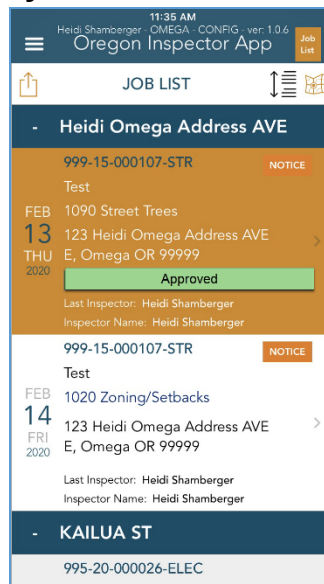 11:35 AM
Heidi Shamberger - OMEGA - CONFIG - ver: 1.0.6
Oregon Inspector App
Job
List
JOB LIST
- Heidi Omega Address AVE
999-15-000107-STR
NOTICE
Test
1090 Street Trees
FEB
13
THU
2020
123 Heidi Omega Address AVE
E, Omega OR 99999
Approved
Last Inspector: Heidi Shamberger
Inspector Name: Heidi Shamberger
999-15-000107-STR
NOTICE
Test
1020 Zoning/Setbacks
FEB
14
FRI
2020
123 Heidi Omega Address AVE
E, Omega OR 99999
Last Inspector: Heidi Shamberger
Inspector Name: Heidi Shamberger
- KAILUA ST
995-20-000026-ELEC